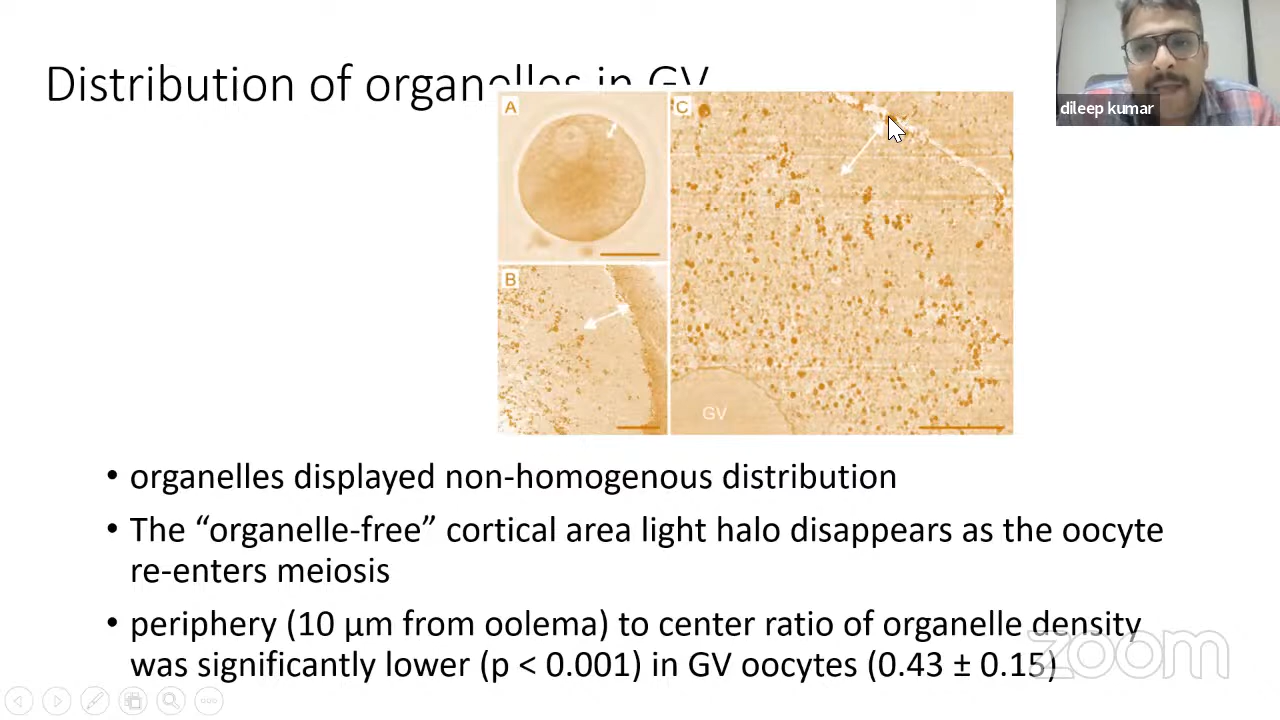 Distribution of organelles in GV
dileep kumar
A
C
B
GV
• organelles displayed non-homogenous distribution
• The “organelle-free” cortical area light halo disappears as the oocyte
re-enters meiosis
• periphery (10 µm from oolema) to center ratio of organelle density
was significantly lower (p < 0.001) in GV oocytes (0.43 ± 0.15)
zoom